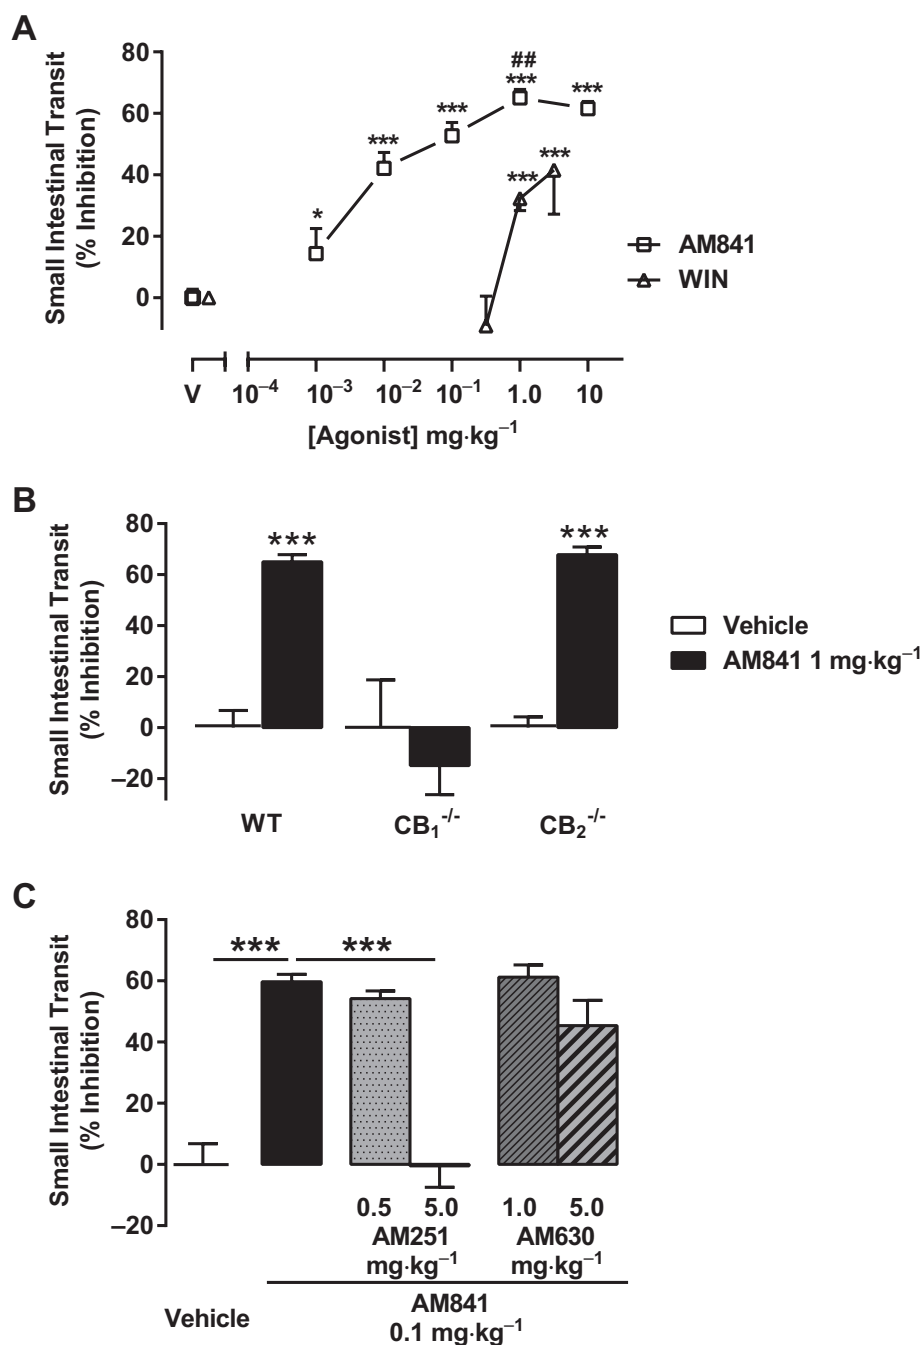 A
Small Intestinal Transit
(% Inhibition)
80
60
40
20
0
*
***
***
##
***
***
***
***
AM841
WIN
V 10⁻⁴ 10⁻³ 10⁻² 10⁻¹ 1.0 10
[Agonist] mg·kg⁻¹
B
Small Intestinal Transit
(% Inhibition)
80
60
40
20
0
−20
***
***
Vehicle
AM841 1 mg·kg⁻¹
WT CB₁⁻/⁻ CB₂⁻/⁻
C
Small Intestinal Transit
(% Inhibition)
80
60
40
20
0
−20
*** ***
0.5 5.0 1.0 5.0
AM251 AM630
mg·kg⁻¹ mg·kg⁻¹
Vehicle
AM841
0.1 mg·kg⁻¹